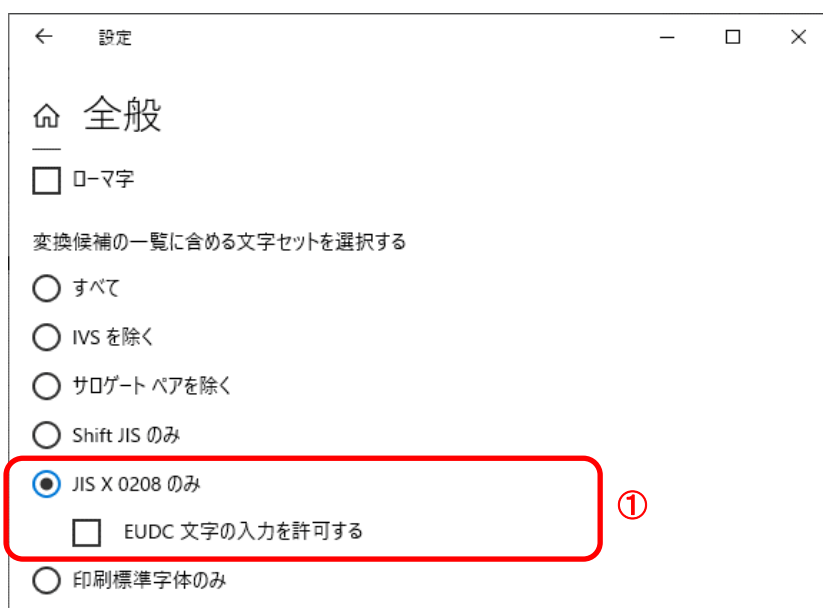 設定
全般
ローマ字
変換候補の一覧に含める文字セットを選択する
すべて
IVS を除く
サロゲート ペアを除く
Shift JIS のみ
JIS X 0208 のみ
①
EUDC 文字の入力を許可する
印刷標準字体のみ